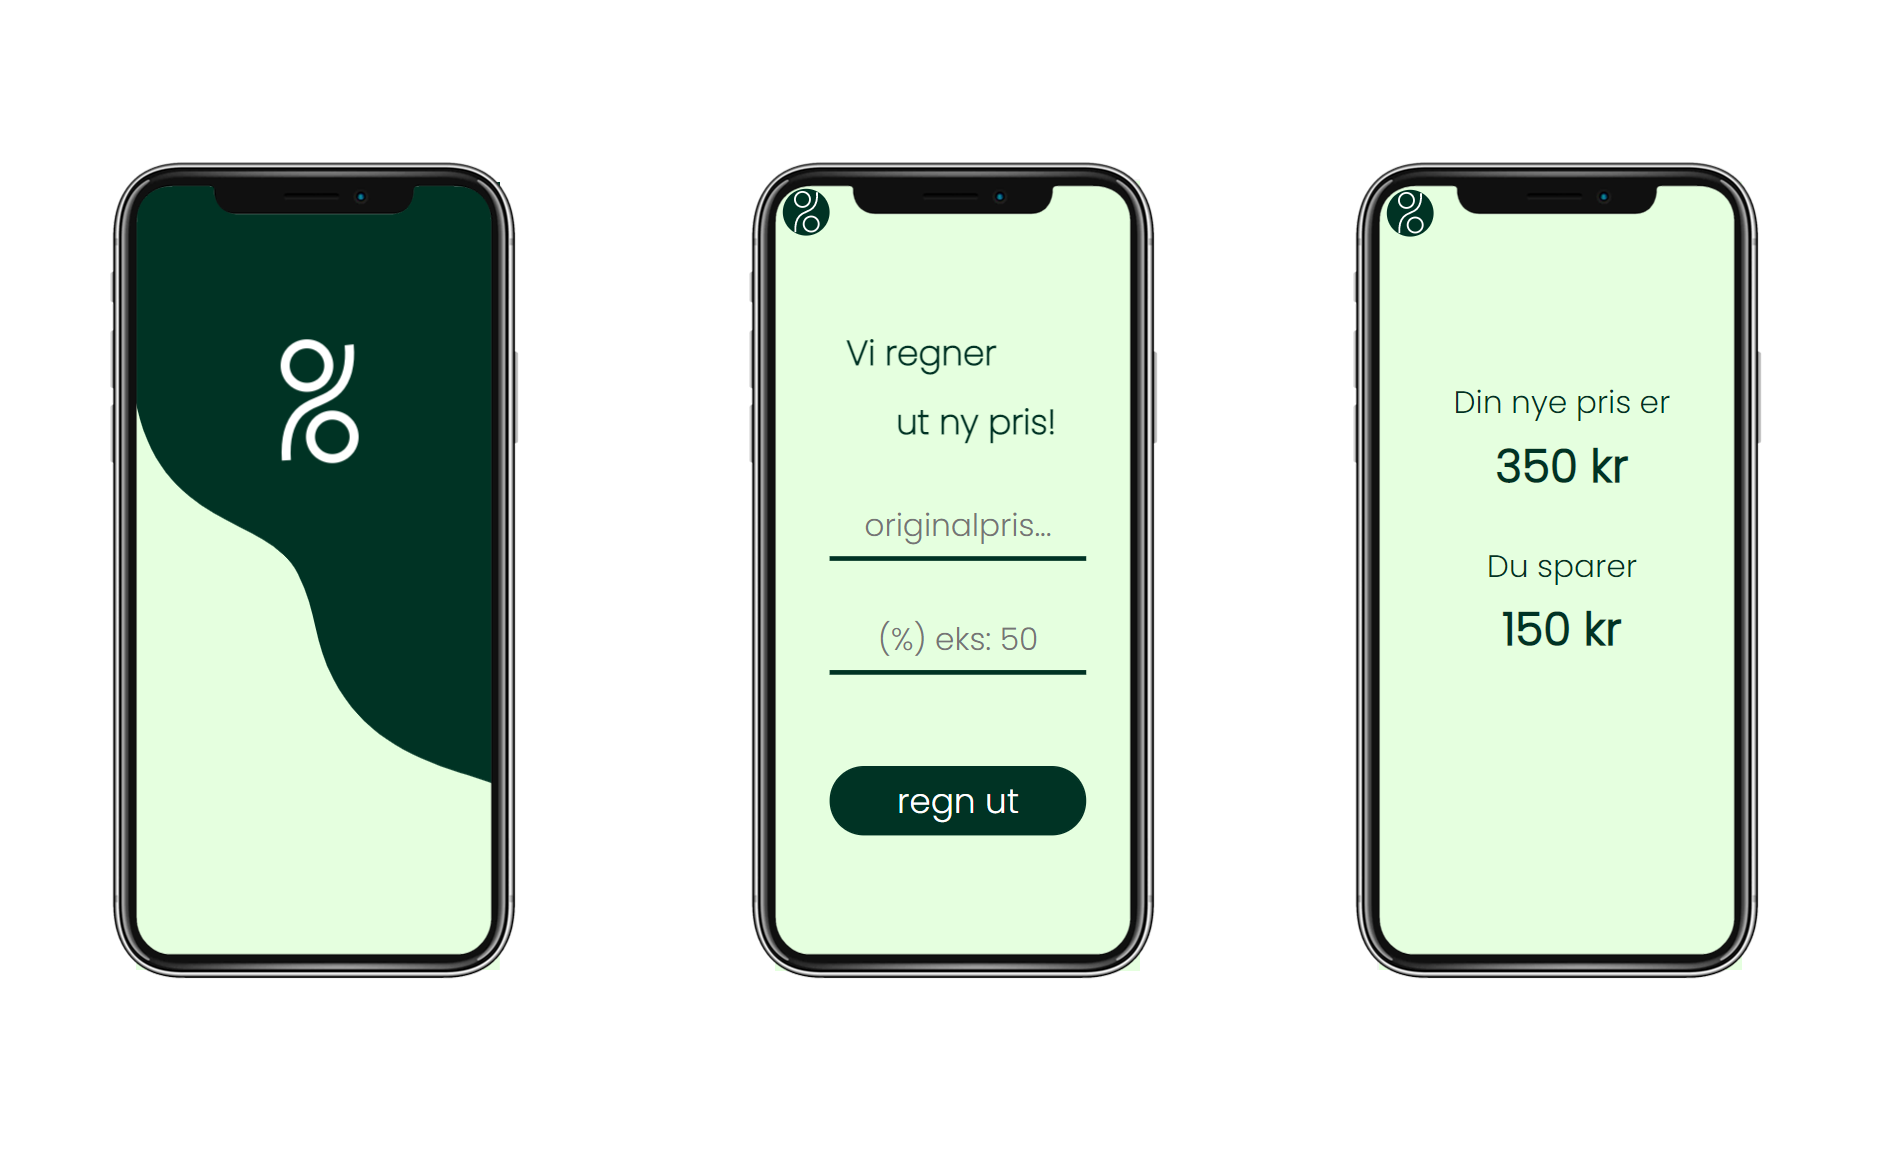 Vi regner
ut ny pris!
originalpris...
(%) eks: 50
regn ut
Din nye pris er
350 kr
Du sparer
150 kr